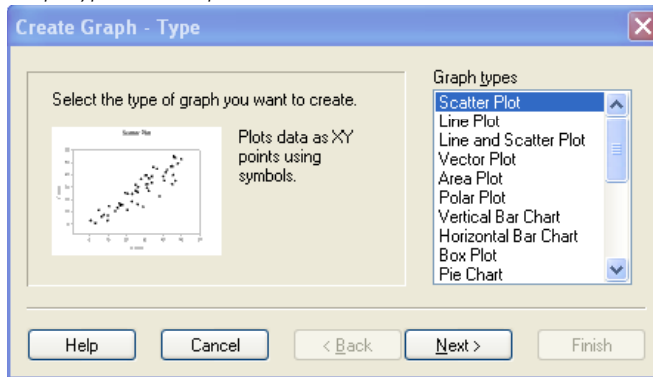 Create Graph - Type
Select the type of graph you want to create.
Scatter Plot
Plots data as XY
points using
symbols.
Graph types
Scatter Plot
Line Plot
Line and Scatter Plot
Vector Plot
Area Plot
Polar Plot
Vertical Bar Chart
Horizontal Bar Chart
Box Plot
Pie Chart
Help
Cancel
< Back
Next >
Finish